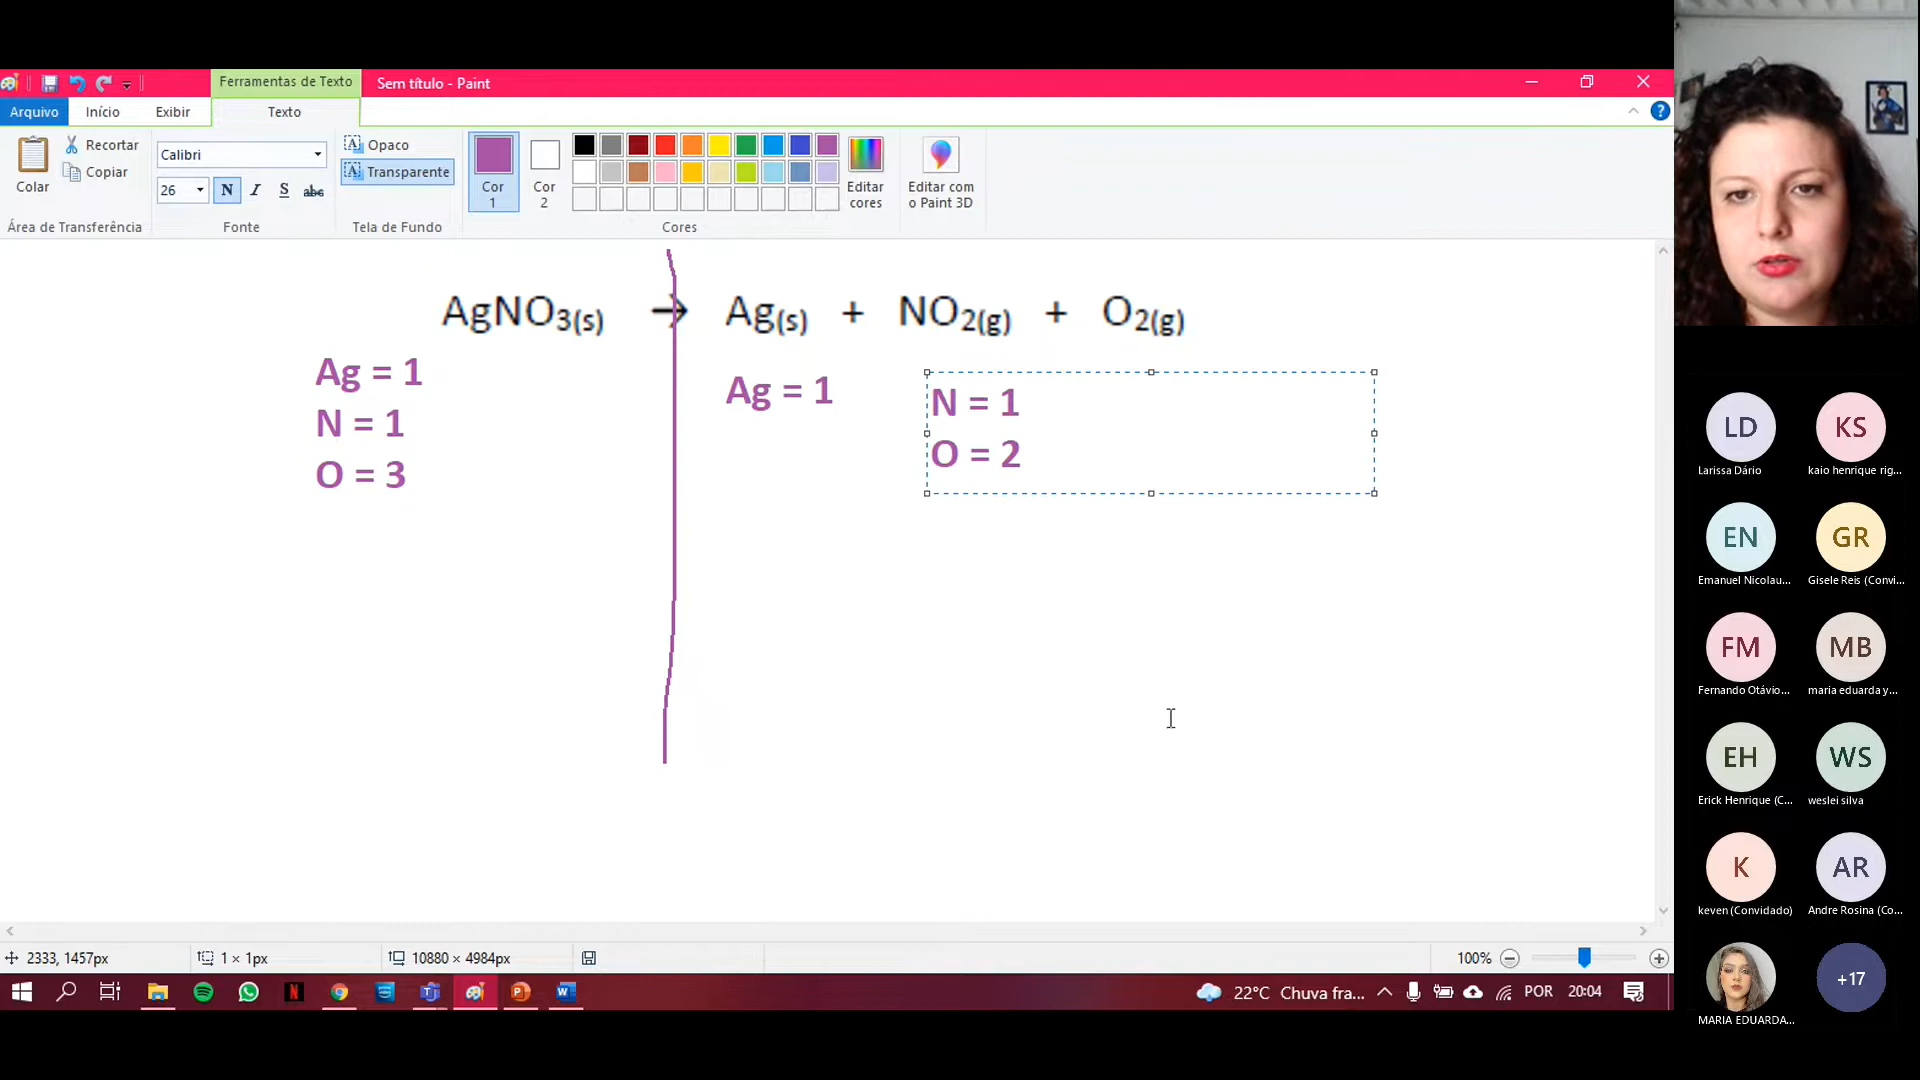 Ferramentas de Texto
Sem título - Paint
Arquivo
Início
Exibir
Texto
Colar
Recortar
Copiar
Área de Transferência
Calibri
26
N I S abc
Fonte
Opaco
Transparente
Tela de Fundo
Cor 1
Cor 2
Cores
Editar cores
Editar com o Paint 3D
AgNO3(s) → Ag(s) + NO2(g) + O2(g)
Ag = 1
N = 1
O = 3
Ag = 1
N = 1
O = 2
2333, 1457px
1 × 1px
10880 × 4984px
100%
22°C Chuva fra...
POR
20:04
LD
Larissa Dário
KS
kaio henrique rig...
EN
Emanuel Nicolau...
GR
Gisele Reis (Convi...
FM
Fernando Otávio...
MB
maria eduarda y...
EH
Erick Henrique (C...
WS
weslei silva
K
keven (Convidado)
AR
Andre Rosina (Co...
MARIA EDUARDA...
+17